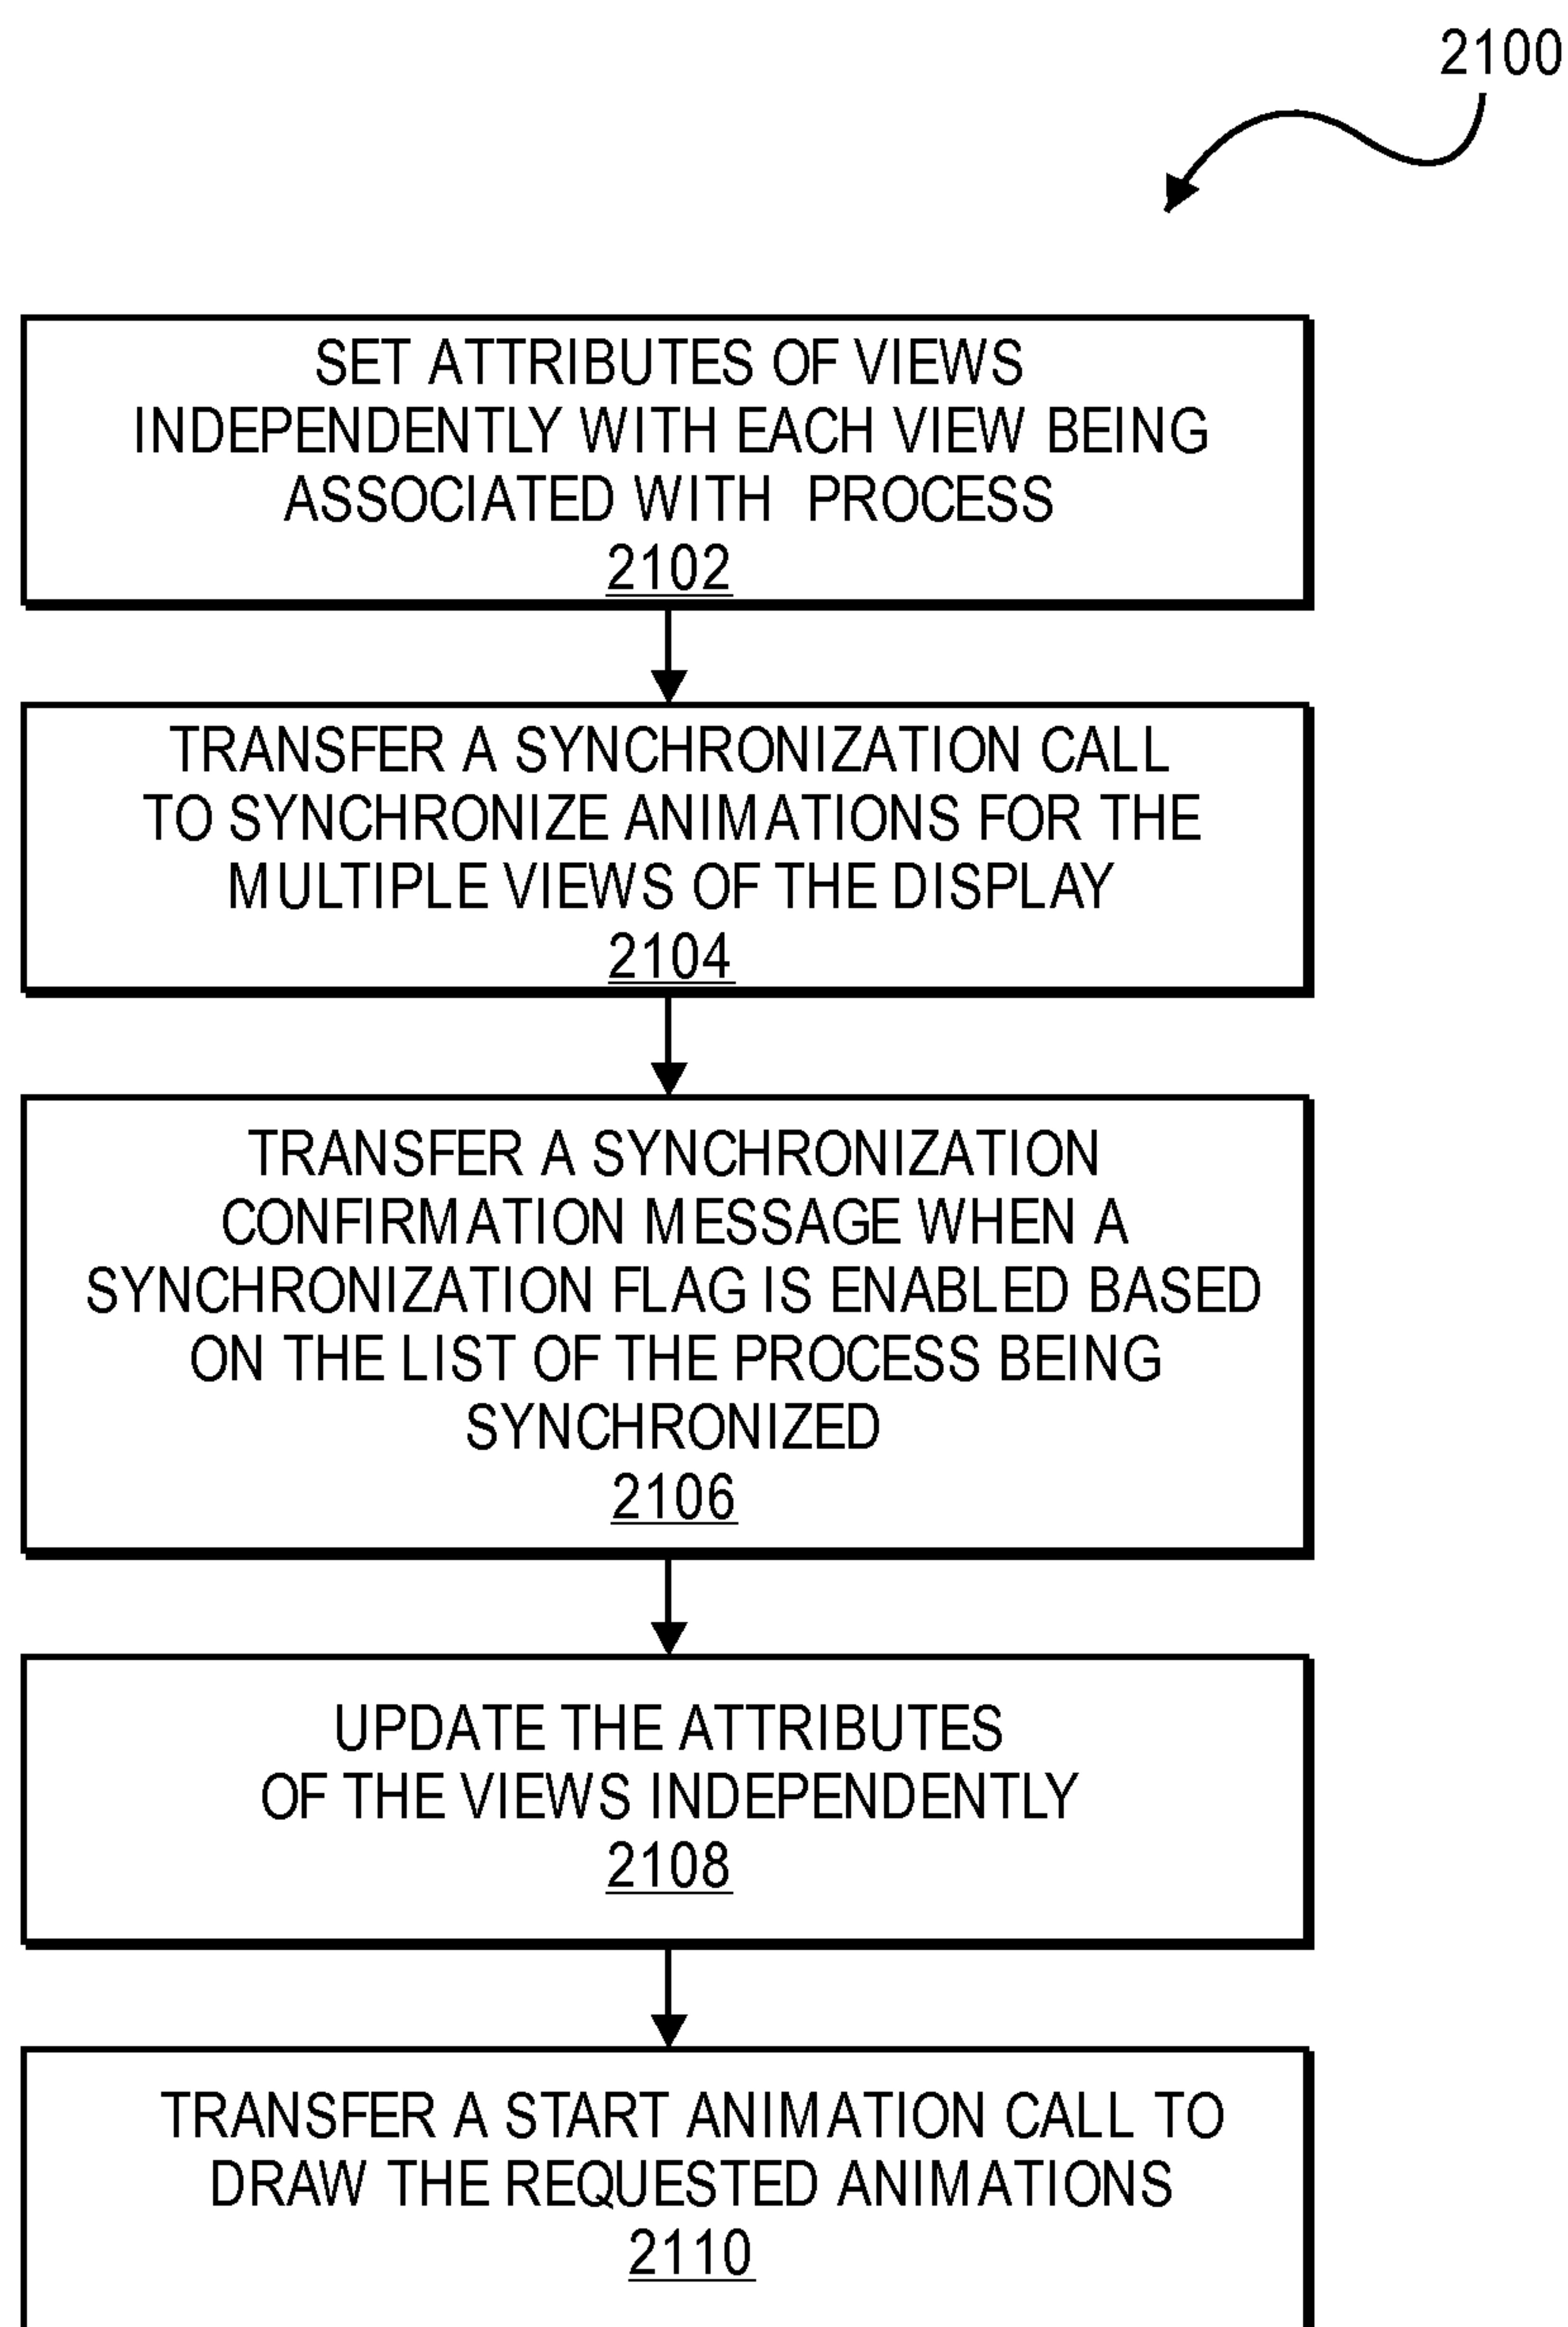 2100
SET ATTRIBUTES OF VIEWS
INDEPENDENTLY WITH EACH VIEW BEING
ASSOCIATED WITH PROCESS
2102
TRANSFER A SYNCHRONIZATION CALL
TO SYNCHRONIZE ANIMATIONS FOR THE
MULTIPLE VIEWS OF THE DISPLAY
2104
TRANSFER A SYNCHRONIZATION
CONFIRMATION MESSAGE WHEN A
SYNCHRONIZATION FLAG IS ENABLED BASED
ON THE LIST OF THE PROCESS BEING
SYNCHRONIZED
2106
UPDATE THE ATTRIBUTES
OF THE VIEWS INDEPENDENTLY
2108
TRANSFER A START ANIMATION CALL TO
DRAW THE REQUESTED ANIMATIONS
2110